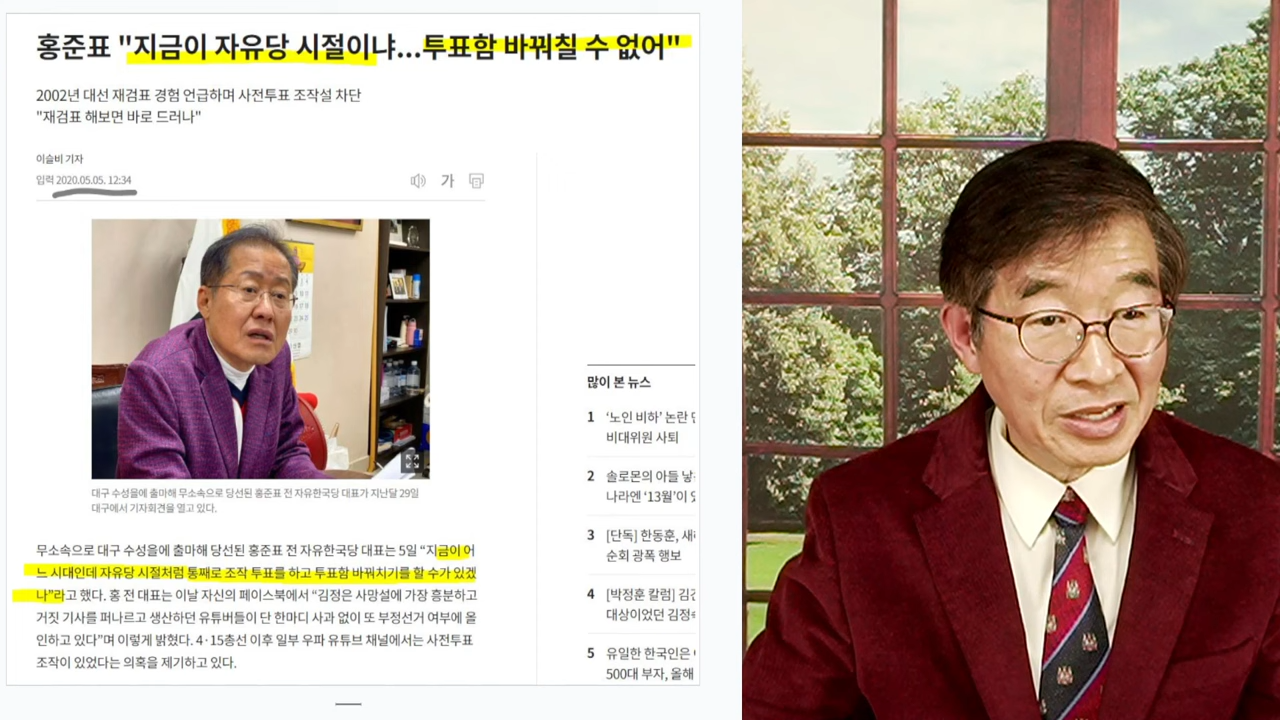 홍준표 "지금이 자유당 시절이냐...투표함 바꿔칠 수 없어"
2002년 대선 재검표 경험 언급하며 사전투표 조작설 차단
"재검표 해보면 바로 드러나"
이슬비 기자
입력 2020.05.05. 12:34
가
대구 수성을에 출마해 무소속으로 당선된 홍준표 전 자유한국당 대표가 지난달 29일
대구에서 기자회견을 열고 있다.
무소속으로 대구 수성을에 출마해 당선된 홍준표 전 자유한국당 대표는 5일 “지금이 어
느 시대인데 자유당 시절처럼 통째로 조작 투표를 하고 투표함 바꿔치기를 할 수가 있겠
나”라고 했다. 홍 전 대표는 이날 자신의 페이스북에서 “김정은 사망설에 가장 흥분하고
거짓 기사를 퍼나르고 생산하던 유튜버들이 단 한마디 사과 없이 또 부정선거 여부에 올
인하고 있다”며 이렇게 밝혔다. 4·15총선 이후 일부 우파 유튜브 채널에서는 사전투표
조작이 있었다는 의혹을 제기하고 있다.
많이 본 뉴스
1 ‘노인 비하’ 논란
비대위원 사퇴
2 솔로몬의 아들 낳
나라엔 ‘13월’이
3 [단독] 한동훈, 새
순회 광폭 행보
4 [박정훈 칼럼]
대상이었던 김정
5 유일한 한국인은
500대 부자, 올해